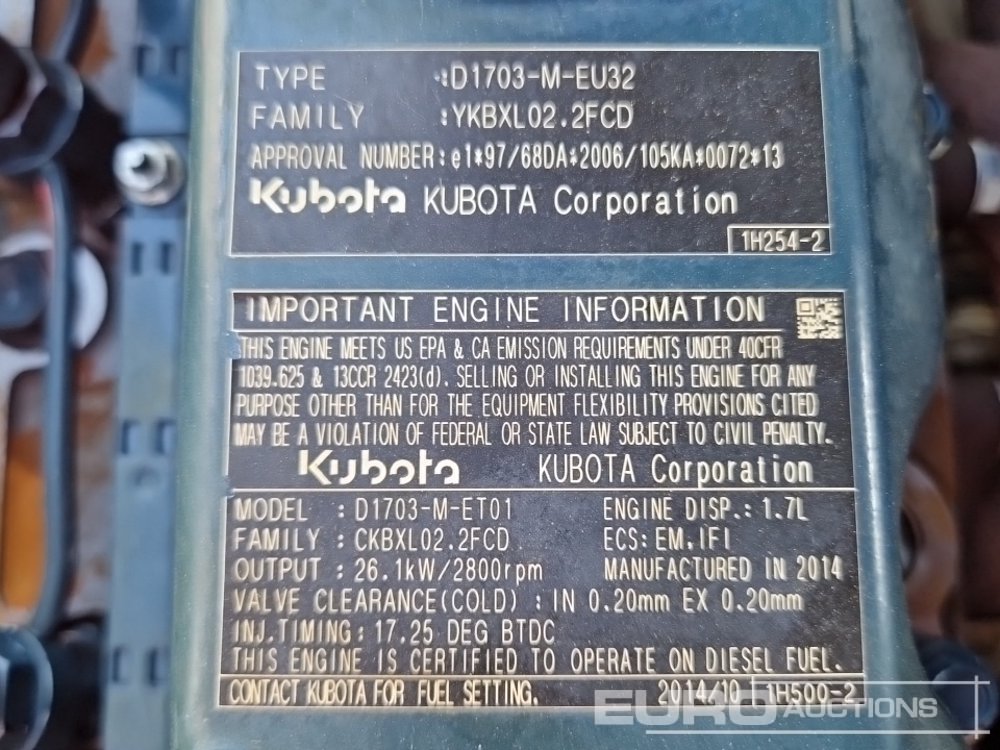 TYPE :D1703-M-EU32
FAMILY :YKBXL02.2FCD
APPROVAL NUMBER:e1*97/68DA*2006/105KA*0072*13
Kubota KUBOTA Corporation
1H254-2
IMPORTANT ENGINE INFORMATION
THIS ENGINE MEETS US EPA & CA EMISSION REQUIREMENTS UNDER 40CFR
1039.625 & 13CCR 2423(d). SELLING OR INSTALLING THIS ENGINE FOR ANY
PURPOSE OTHER THAN FOR THE EQUIPMENT FLEXIBILITY PROVISIONS CITED
MAY BE A VIOLATION OF FEDERAL OR STATE LAW SUBJECT TO CIVIL PENALTY.
Kubota KUBOTA Corporation
MODEL : D1703-M-ET01 ENGINE DISP.: 1.7L
FAMILY : CKBXL02.2FCD ECS: EM,IFI
OUTPUT : 26.1kW/2800rpm MANUFACTURED IN 2014
VALVE CLEARANCE(COLD) : IN 0.20mm EX 0.20mm
INJ.TIMING: 17.25 DEG BTDC
THIS ENGINE IS CERTIFIED TO OPERATE ON DIESEL FUEL.
CONTACT KUBOTA FOR FUEL SETTING. 2014/10 1H500-2
EURO AUCTIONS